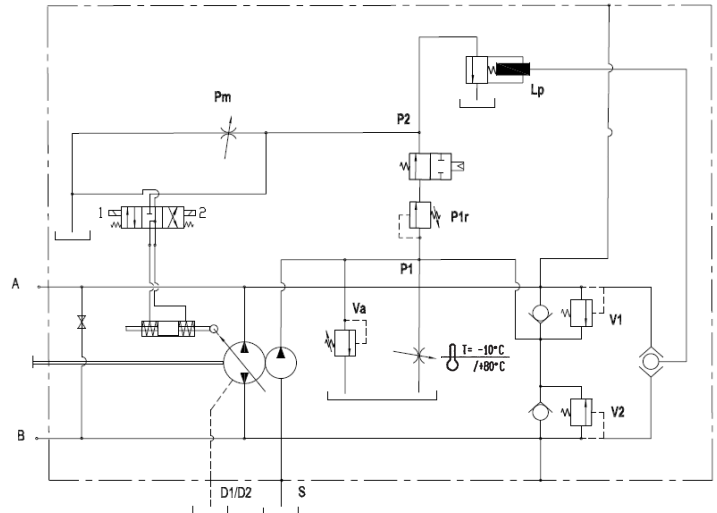 Pm
Lp
P2
1 2
P1r
P1
A
Va
V1
T= -10°C
/+80°C
V2
B
D1/D2 S